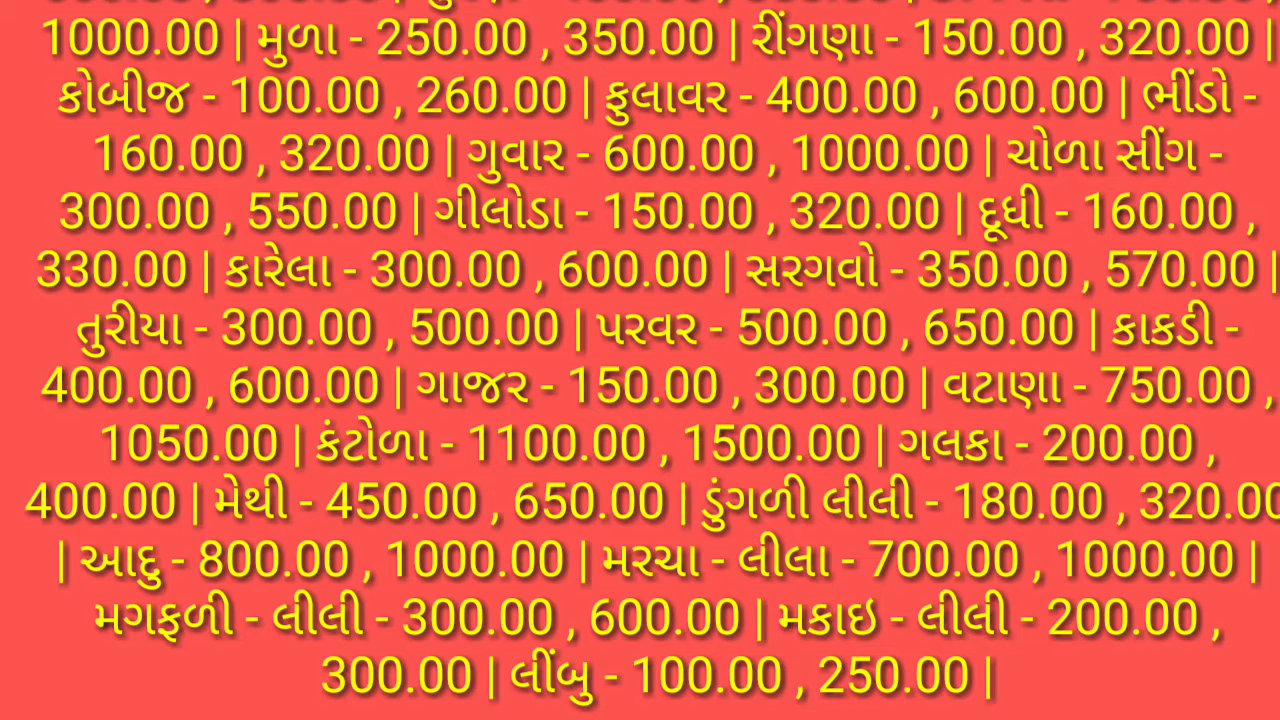 1000.00 | મુળા - 250.00 , 350.00 | રીંગણા - 150.00 , 320.00 |
કોબીજ - 100.00 , 260.00 | ફુલાવર - 400.00 , 600.00 | ભીંડો -
160.00 , 320.00 | ગુવાર - 600.00 , 1000.00 | ચોળા સીંગ -
300.00 , 550.00 | ગીલોડા - 150.00 , 320.00 | દૂધી - 160.00 ,
330.00 | કારેલા - 300.00 , 600.00 | સરગવો - 350.00 , 570.00 |
તુરીયા - 300.00 , 500.00 | પરવર - 500.00 , 650.00 | કાકડી -
400.00 , 600.00 | ગાજર - 150.00 , 300.00 | વટાણા - 750.00 ,
1050.00 | કંટોળા - 1100.00 , 1500.00 | ગલકા - 200.00 ,
400.00 | મેથી - 450.00 , 650.00 | ડુંગળી લીલી - 180.00 , 320.00
| આદુ - 800.00 , 1000.00 | મરચા - લીલા - 700.00 , 1000.00 |
મગફળી - લીલી - 300.00 , 600.00 | મકાઇ - લીલી - 200.00 ,
300.00 | લીંબુ - 100.00 , 250.00 |